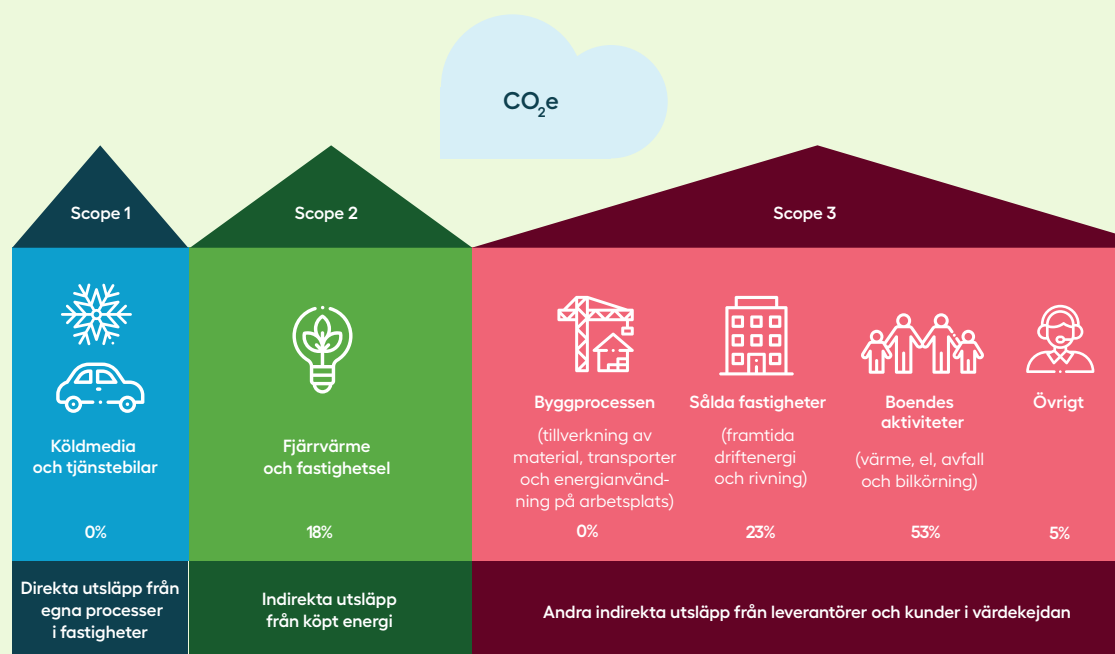 CO2e
Scope 1
Scope 2
Scope 3
Köldmedia
och tjänstebilar
0%
Fjärrvärme
och fastighetsel
18%
Byggprocessen
(tillverkning av
material, transporter
och energianvänd-
ning på arbetsplats)
0%
Sålda fastigheter
(framtida
driftenergi
och rivning)
23%
Boendes
aktiviteter
(värme, el, avfall
och bilkörning)
53%
Övrigt
5%
Direkta utsläpp från
egna processer
i fastigheter
Indirekta utsläpp
från köpt energi
Andra indirekta utsläpp från leverantörer och kunder i värdekejdan